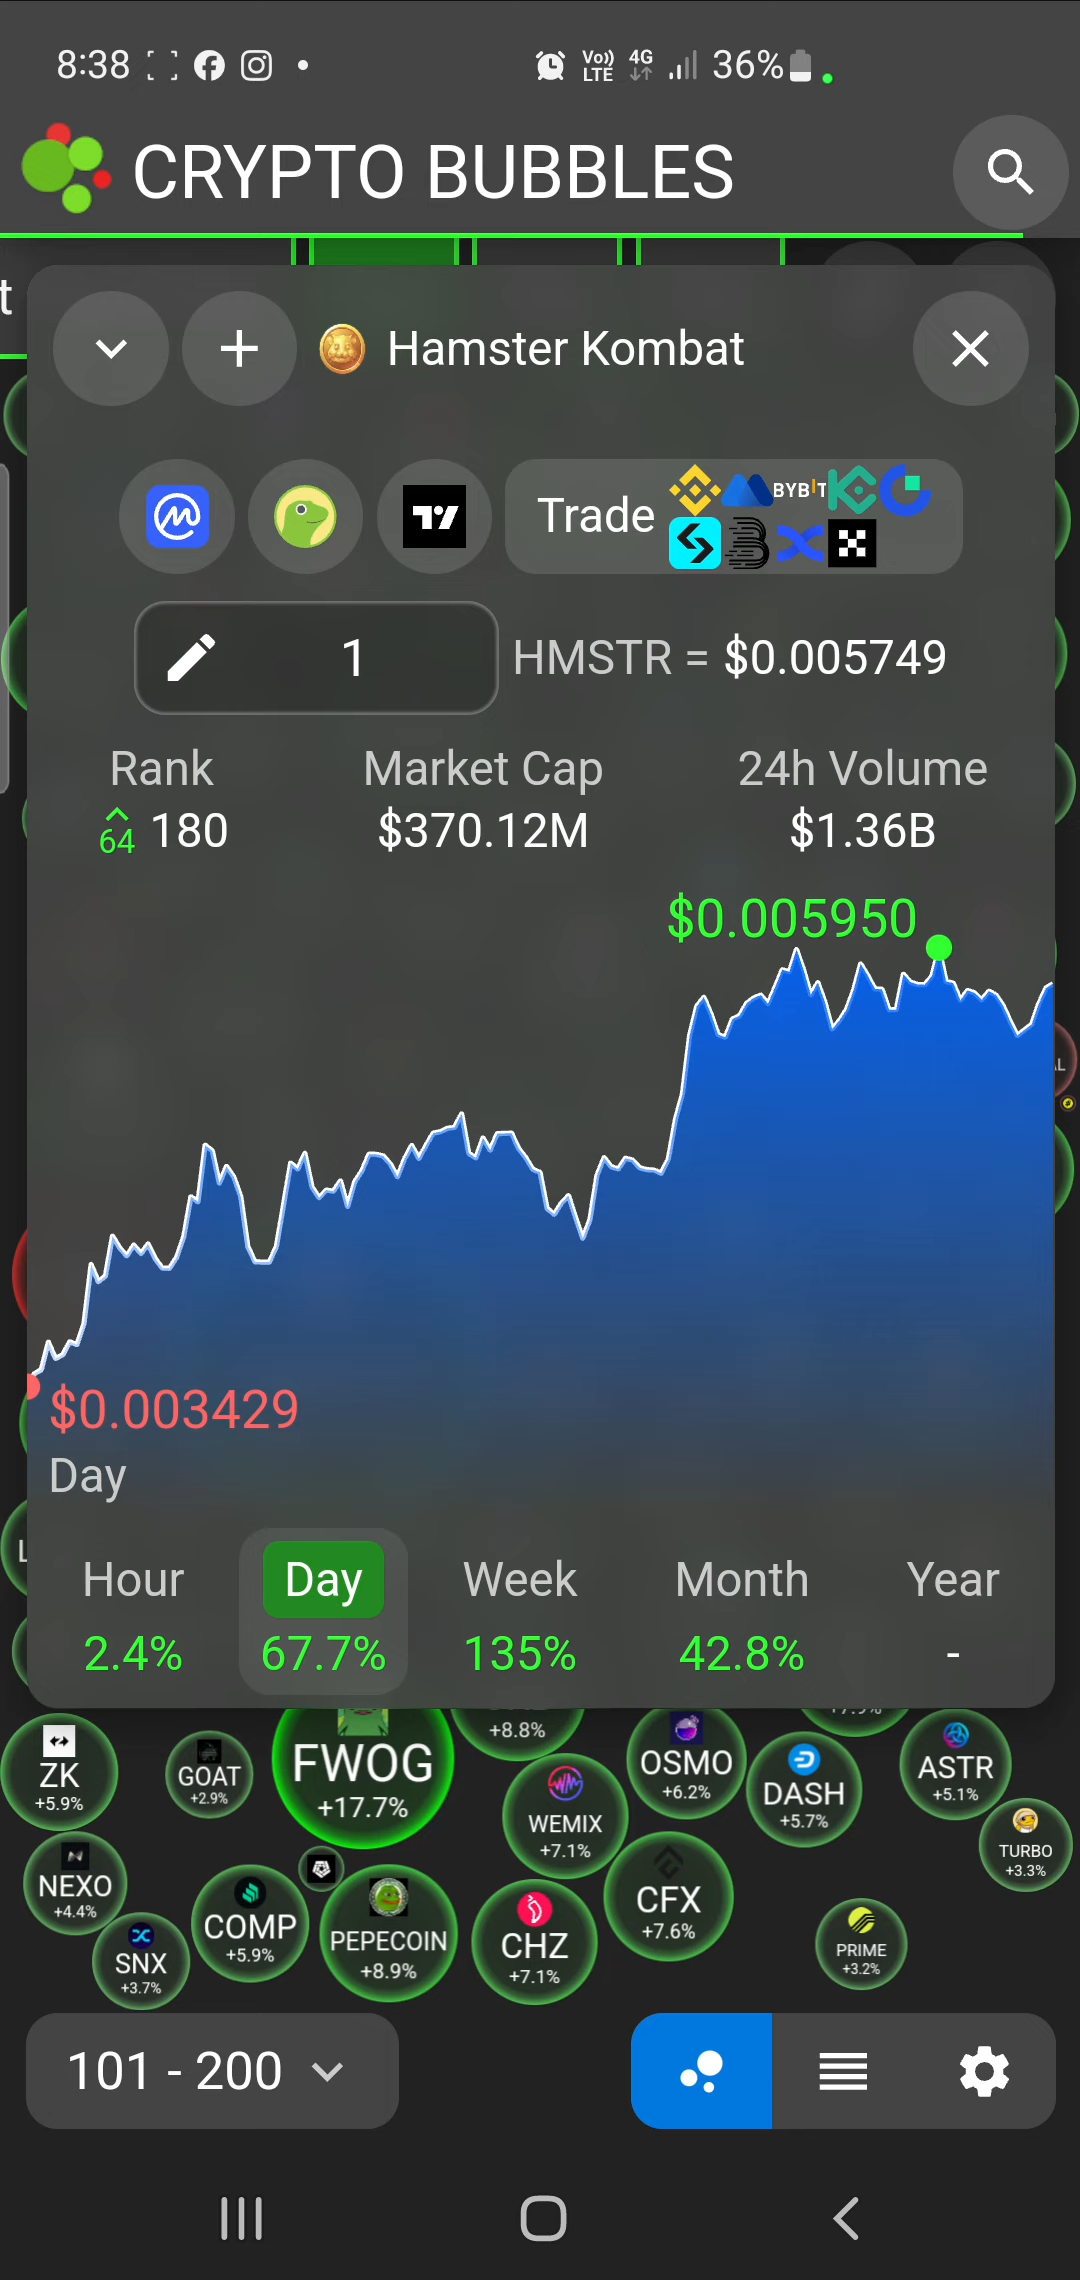 8:38
Vo)) LTE 4G 36%
CRYPTO BUBBLES
t
Hamster Kombat
Trade
BYBIT
1 HMSTR = $0.005749
Rank Market Cap 24h Volume
64 180 $370.12M $1.36B
$0.005950
$0.003429
Day
Hour Day Week Month Year
2.4% 67.7% 135% 42.8% -
+8.8%
ZK
+5.9%
GOAT
+2.9%
FWOG
+17.7%
WEMIX
+7.1%
OSMO
+6.2%
DASH
+5.7%
ASTR
+5.1%
TURBO
+3.3%
NEXO
+4.4%
SNX
+3.7%
COMP
+5.9%
PEPECOIN
+8.9%
CHZ
+7.1%
CFX
+7.6%
PRIME
+3.2%
101 - 200